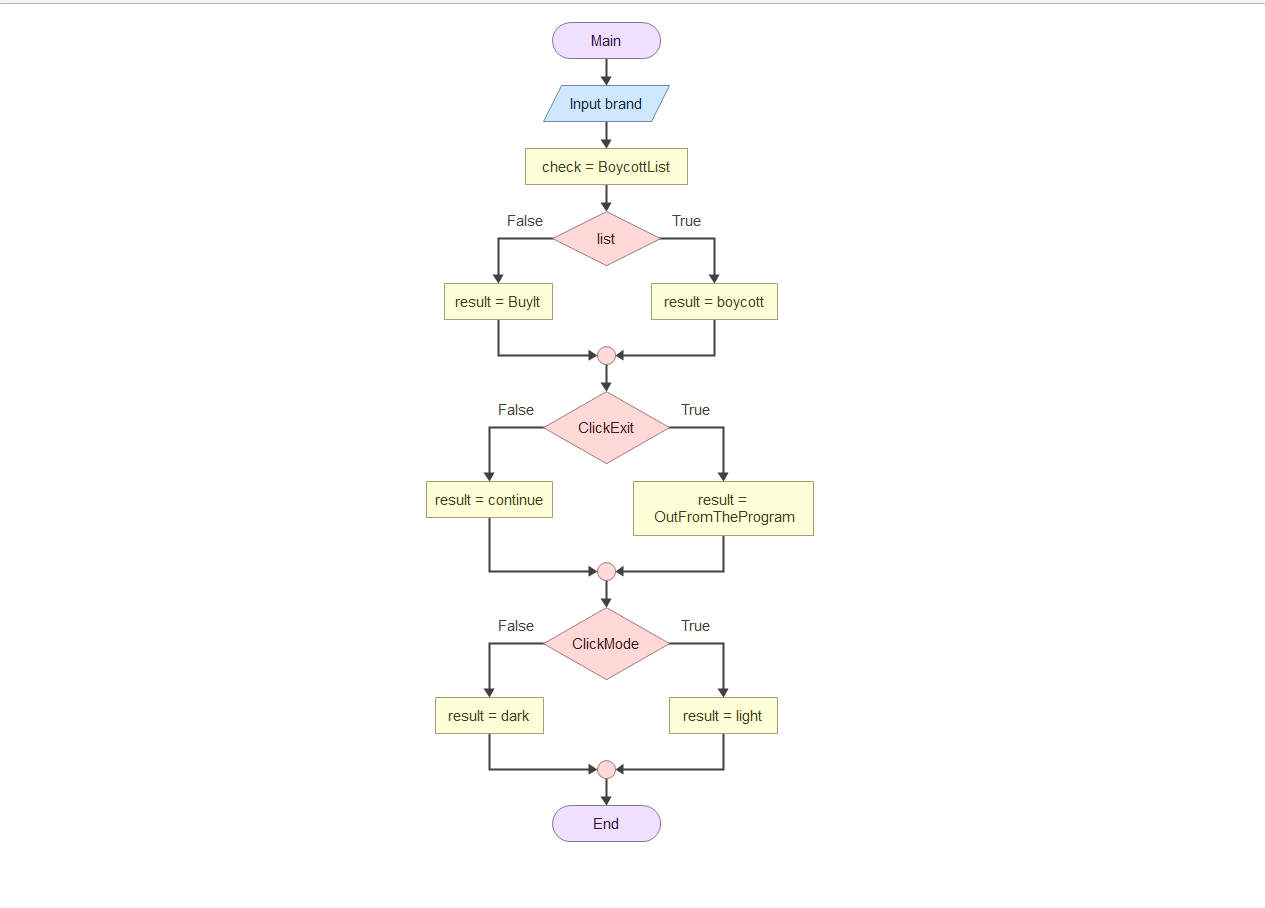 Main
Input brand
check = BoycottList
False
True
list
result = BuyIt
result = boycott
False
True
ClickExit
result = continue
result =
OutFromTheProgram
False
True
ClickMode
result = dark
result = light
End